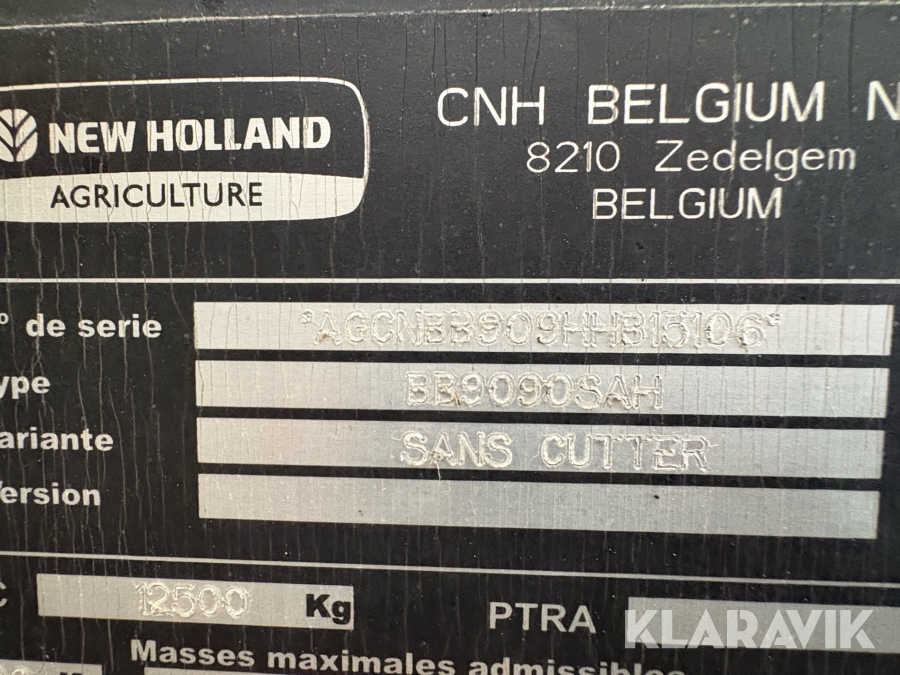 NEW HOLLAND
AGRICULTURE
CNH BELGIUM N
8210 Zedelgem
BELGIUM
° de serie *AGCNBB909HHB15106*
ype BB9090SAH
ariante SANS CUTTER
ersion
C 12500 Kg
PTRA
KLARAVIK
Masses maximales admissibles